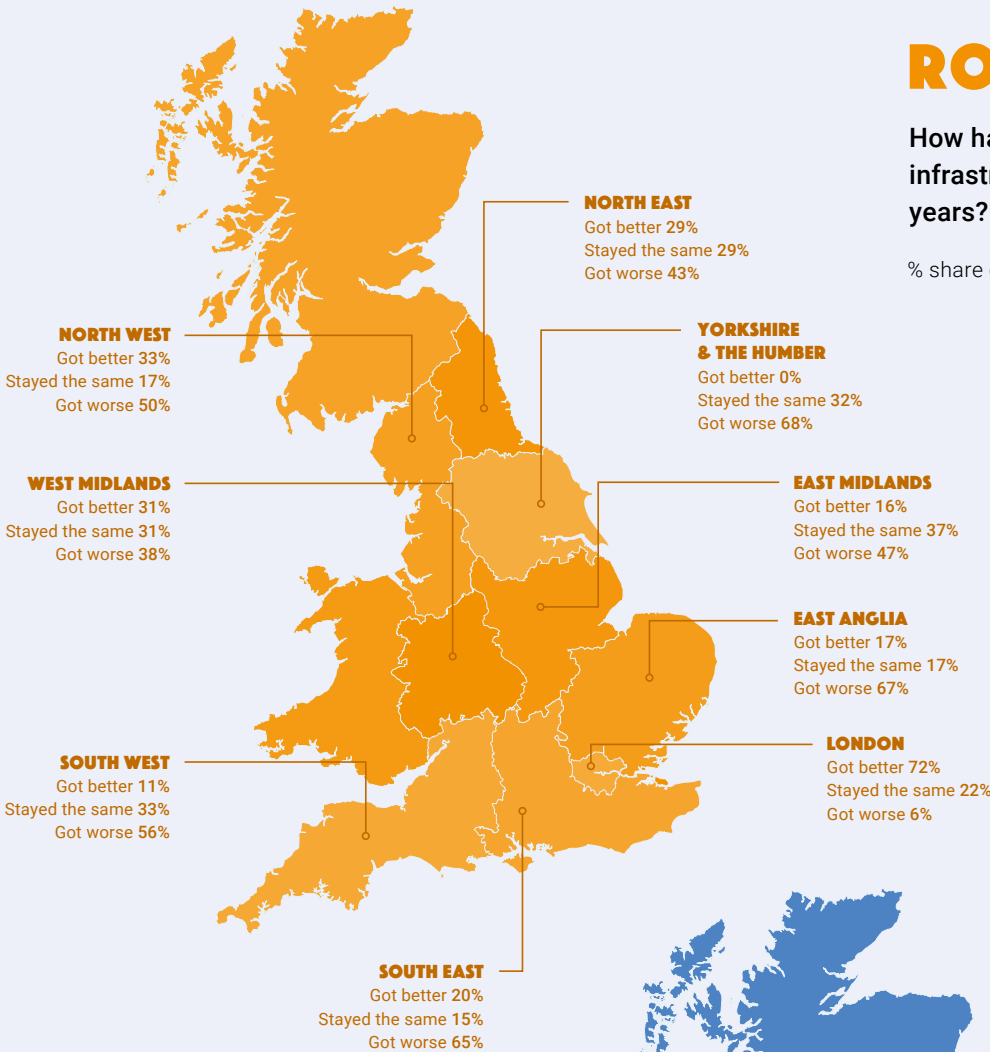 RO
How ha
infrast
years?
% share
NORTH EAST
Got better 29%
Stayed the same 29%
Got worse 43%
NORTH WEST
Got better 33%
Stayed the same 17%
Got worse 50%
YORKSHIRE
& THE HUMBER
Got better 0%
Stayed the same 32%
Got worse 68%
WEST MIDLANDS
Got better 31%
Stayed the same 31%
Got worse 38%
EAST MIDLANDS
Got better 16%
Stayed the same 37%
Got worse 47%
EAST ANGLIA
Got better 17%
Stayed the same 17%
Got worse 67%
LONDON
Got better 72%
Stayed the same 22%
Got worse 6%
SOUTH WEST
Got better 11%
Stayed the same 33%
Got worse 56%
SOUTH EAST
Got better 20%
Stayed the same 15%
Got worse 65%